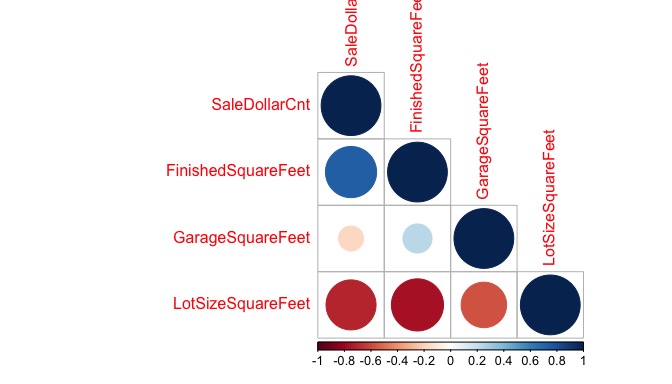 SaleDolla
FinishedSquareFee
GarageSquareFeet
LotSizeSquareFeet
SaleDollarCnt
FinishedSquareFeet
GarageSquareFeet
LotSizeSquareFeet
-1 -0.8 -0.6 -0.4 -0.2 0 0.2 0.4 0.6 0.8 1